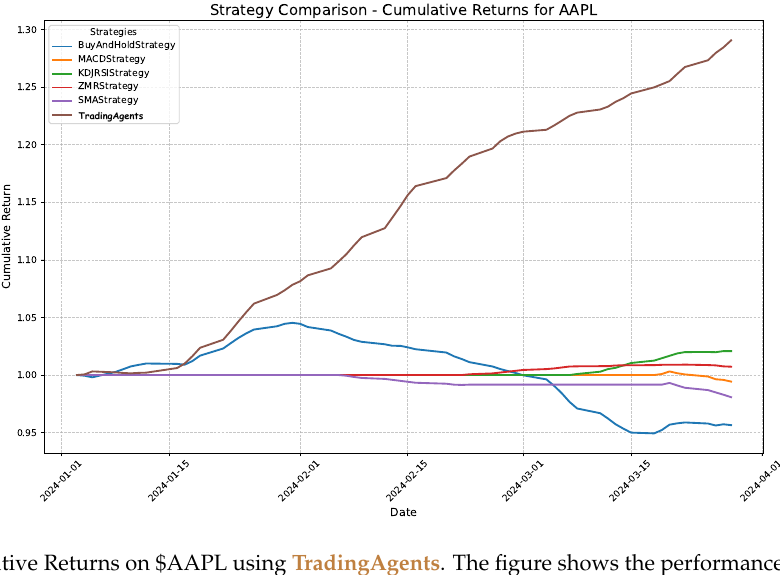 Strategy Comparison - Cumulative Returns for AAPL
Strategies
BuyAndHoldStrategy
MACDStrategy
KDJRSIStrategy
ZMRStrategy
SMAStrategy
TradingAgents
1.30
1.25
1.20
1.15
1.10
1.05
1.00
0.95
Cumulative Return
2024-01-01
2024-01-15
2024-02-01
2024-02-15
2024-03-01
2024-03-15
2024-04-01
Date
tive Returns on $AAPL using TradingAgents. The figure shows the performance